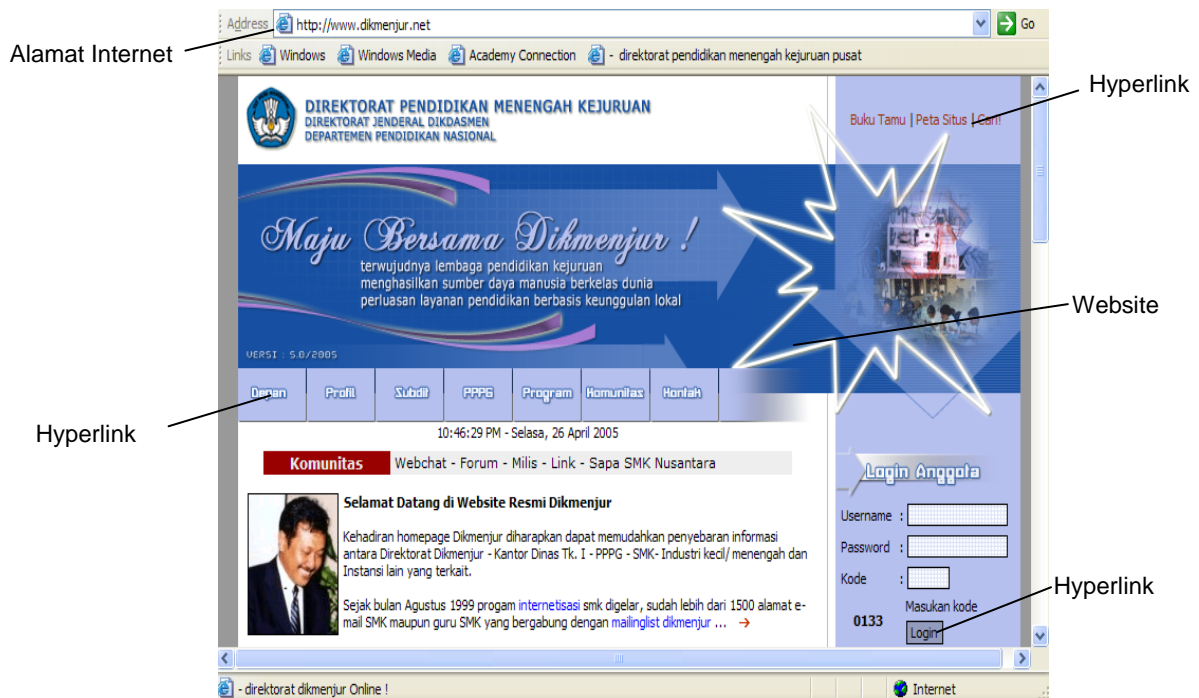 Address http://www.dikmenjur.net Go
Alamat Internet
Links Windows Windows Media Academy Connection - direktorat pendidikan menengah kejuruan pusat
Hyperlink
DIREKTORAT PENDIDIKAN MENENGAH KEJURUAN
DIREKTORAT JENDERAL DIKDASMEN
DEPARTEMEN PENDIDIKAN NASIONAL
Buku Tamu | Peta Situs | Cari!
Maju Bersama Dikmenjur !
terwujudnya lembaga pendidikan kejuruan
menghasilkan sumber daya manusia berkelas dunia
perluasan layanan pendidikan berbasis keunggulan lokal
Website
VERSI : 5.0/2005
Depan Profil Subdit PPPG Program Komunitas Kontak
Hyperlink
10:46:29 PM - Selasa, 26 April 2005
Komunitas Webchat - Forum - Milis - Link - Sapa SMK Nusantara
Login Anggota
Selamat Datang di Website Resmi Dikmenjur
Kehadiran homepage Dikmenjur diharapkan dapat memudahkan penyebaran informasi
antara Direktorat Dikmenjur - Kantor Dinas Tk. I - PPPG - SMK- Industri kecil/ menengah dan
Instansi lain yang terkait.
Sejak bulan Agustus 1999 progam internetisasi smk digelar, sudah lebih dari 1500 alamat e-
mail SMK maupun guru SMK yang bergabung dengan mailinglist dikmenjur ... →
Username :
Password :
Kode :
Hyperlink
Masukan kode
0133
Login
- direktorat dikmenjur Online !
Internet